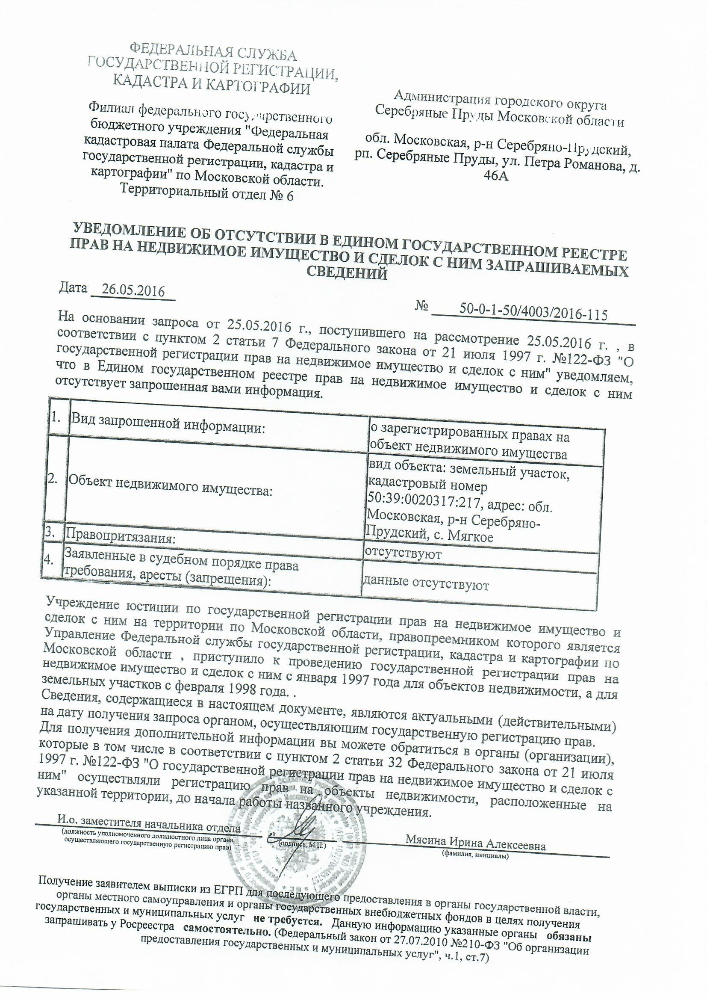 ФЕДЕРАЛЬНАЯ СЛУЖБА
ГОСУДАРСТВЕННОЙ РЕГИСТРАЦИИ,
КАДАСТРА И КАРТОГРАФИИ
Филиал федерального государственного
бюджетного учреждения "Федеральная
кадастровая палата Федеральной службы
государственной регистрации, кадастра и
картографии" по Московской области.
Территориальный отдел № 6
Администрация городского округа
Серебряные Пруды Московской области
обл. Московская, р-н Серебряно-Прудский,
рп. Серебряные Пруды, ул. Петра Романова, д.
46А
УВЕДОМЛЕНИЕ ОБ ОТСУТСТВИИ В ЕДИНОМ ГОСУДАРСТВЕННОМ РЕЕСТРЕ
ПРАВ НА НЕДВИЖИМОЕ ИМУЩЕСТВО И СДЕЛОК С НИМ ЗАПРАШИВАЕМЫХ
СВЕДЕНИЙ
Дата 26.05.2016
№ 50-0-1-50/4003/2016-115
На основании запроса от 25.05.2016 г., поступившего на рассмотрение 25.05.2016 г. , в
соответствии с пунктом 2 статьи 7 Федерального закона от 21 июля 1997 г. №122-ФЗ "О
государственной регистрации прав на недвижимое имущество и сделок с ним" уведомляем,
что в Едином государственном реестре прав на недвижимое имущество и сделок с ним
отсутствует запрошенная вами информация.
1. Вид запрошенной информации:
о зарегистрированных правах на
объект недвижимого имущества
2. Объект недвижимого имущества:
вид объекта: земельный участок,
кадастровый номер
50:39:0020317:217, адрес: обл.
Московская, р-н Серебряно-
Прудский, с. Мягкое
3. Правопритязания:
отсутствуют
4. Заявленные в судебном порядке права
требования, аресты (запрещения):
данные отсутствуют
Учреждение юстиции по государственной регистрации прав на недвижимое имущество и
сделок с ним на территории по Московской области, правопреемником которого является
Управление Федеральной службы государственной регистрации, кадастра и картографии по
Московской области , приступило к проведению государственной регистрации прав на
недвижимое имущество и сделок с ним с января 1997 года для объектов недвижимости, а для
земельных участков с февраля 1998 года. .
Сведения, содержащиеся в настоящем документе, являются актуальными (действительными)
на дату получения запроса органом, осуществляющим государственную регистрацию прав.
Для получения дополнительной информации вы можете обратиться в органы (организации),
которые в том числе в соответствии с пунктом 2 статьи 32 Федерального закона от 21 июля
1997 г. №122-ФЗ "О государственной регистрации прав на недвижимое имущество и сделок с
ним" осуществляли регистрацию прав на объекты недвижимости, расположенные на
указанной территории, до начала работы названного учреждения.
И.о. заместителя начальника отдела
(должность уполномоченного должностного лица органа,
осуществляющего государственную регистрацию прав)
(подпись, М.П.)
Мясина Ирина Алексеевна
(фамилия, инициалы)
Получение заявителем выписки из ЕГРП для последующего предоставления в органы государственной власти,
органы местного самоуправления и органы государственных внебюджетных фондов в целях получения
государственных и муниципальных услуг не требуется. Данную информацию указанные органы обязаны
запрашивать у Росреестра самостоятельно. (Федеральный закон от 27.07.2010 №210-ФЗ "Об организации
предоставления государственных и муниципальных услуг", ч.1, ст.7)